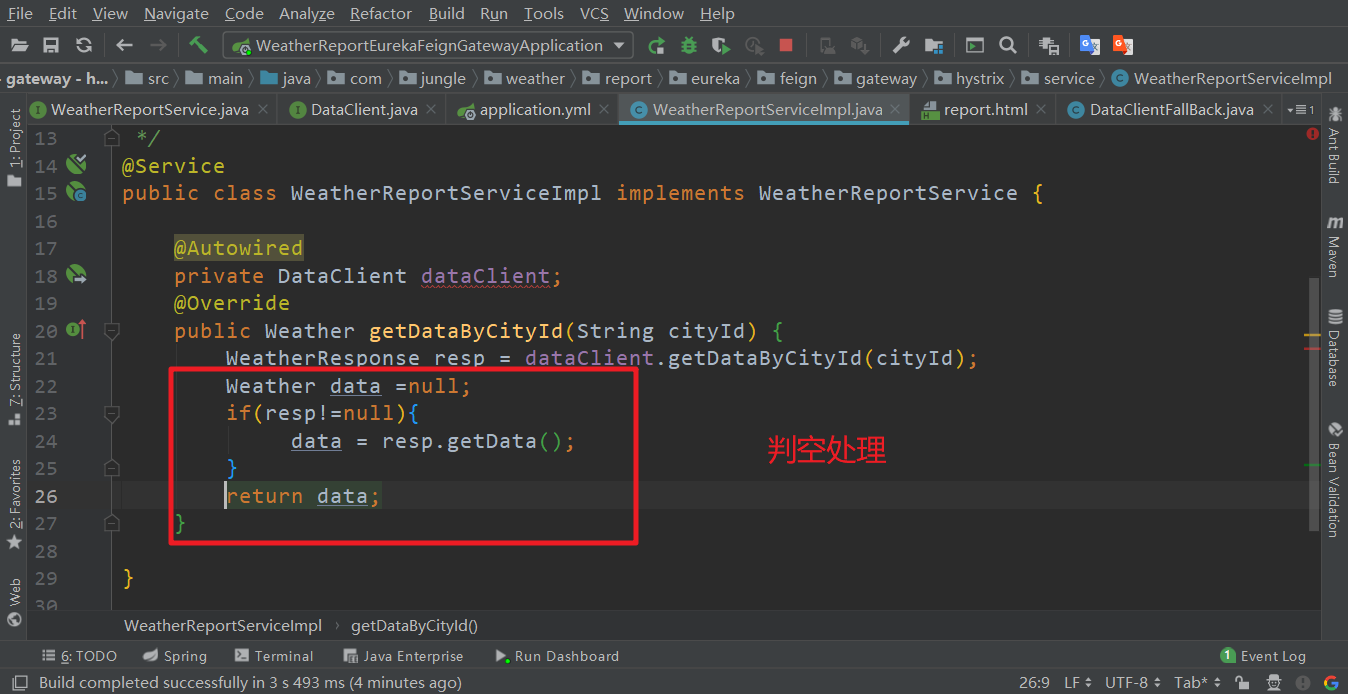 File Edit View Navigate Code Analyze Refactor Build Run Tools VCS Window Help
WeatherReportEurekaFeignGatewayApplication
gateway - h... src main java com jungle weather report eureka feign gateway hystrix service WeatherReportServiceImpl
WeatherReportService.java DataClient.java application.yml WeatherReportServiceImpl.java report.html DataClientFallBack.java 1
1: Project
7: Structure
2: Favorites
Web
13 */
14 @Service
15 public class WeatherReportServiceImpl implements WeatherReportService {
16
17 @Autowired
18 private DataClient dataClient;
19 @Override
20 public Weather getDataByCityId(String cityId) {
21 WeatherResponse resp = dataClient.getDataByCityId(cityId);
22 Weather data =null;
23 if(resp!=null){
24 data = resp.getData();
25 }
26 return data;
27 }
28
29 }
30
判空处理
Ant Build
Maven
Database
Bean Validation
WeatherReportServiceImpl › getDataByCityId()
6: TODO Spring Terminal Java Enterprise Run Dashboard 1 Event Log
Build completed successfully in 3 s 493 ms (4 minutes ago) 26:9 LF UTF-8 Tab*